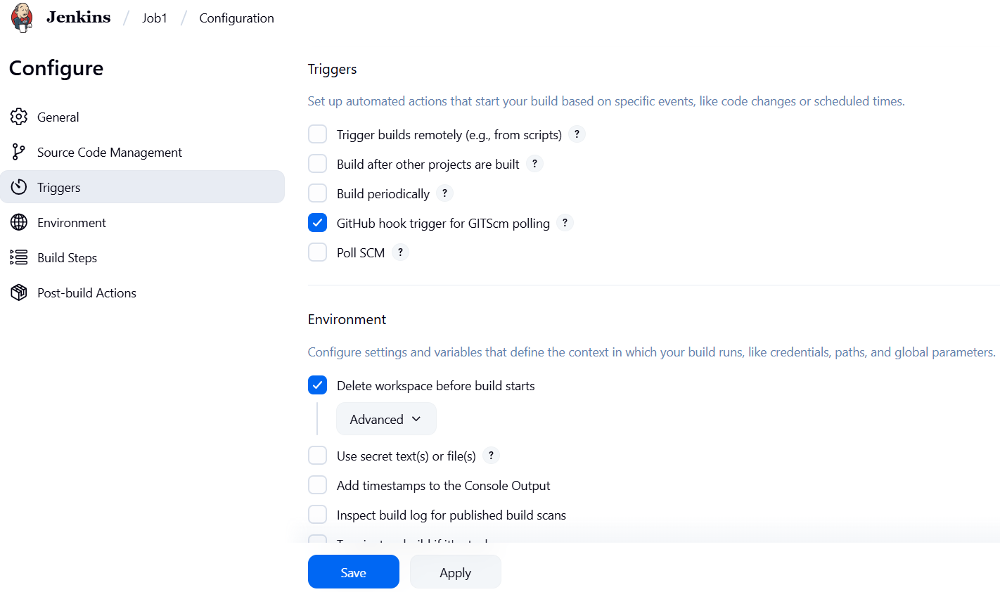 Jenkins / Job1 / Configuration
Configure
General
Source Code Management
Triggers
Environment
Build Steps
Post-build Actions
Triggers
Set up automated actions that start your build based on specific events, like code changes or scheduled times.
Trigger builds remotely (e.g., from scripts) ?
Build after other projects are built ?
Build periodically ?
GitHub hook trigger for GITScm polling ?
Poll SCM ?
Environment
Configure settings and variables that define the context in which your build runs, like credentials, paths, and global parameters.
Delete workspace before build starts
Advanced
Use secret text(s) or file(s) ?
Add timestamps to the Console Output
Inspect build log for published build scans
Save
Apply